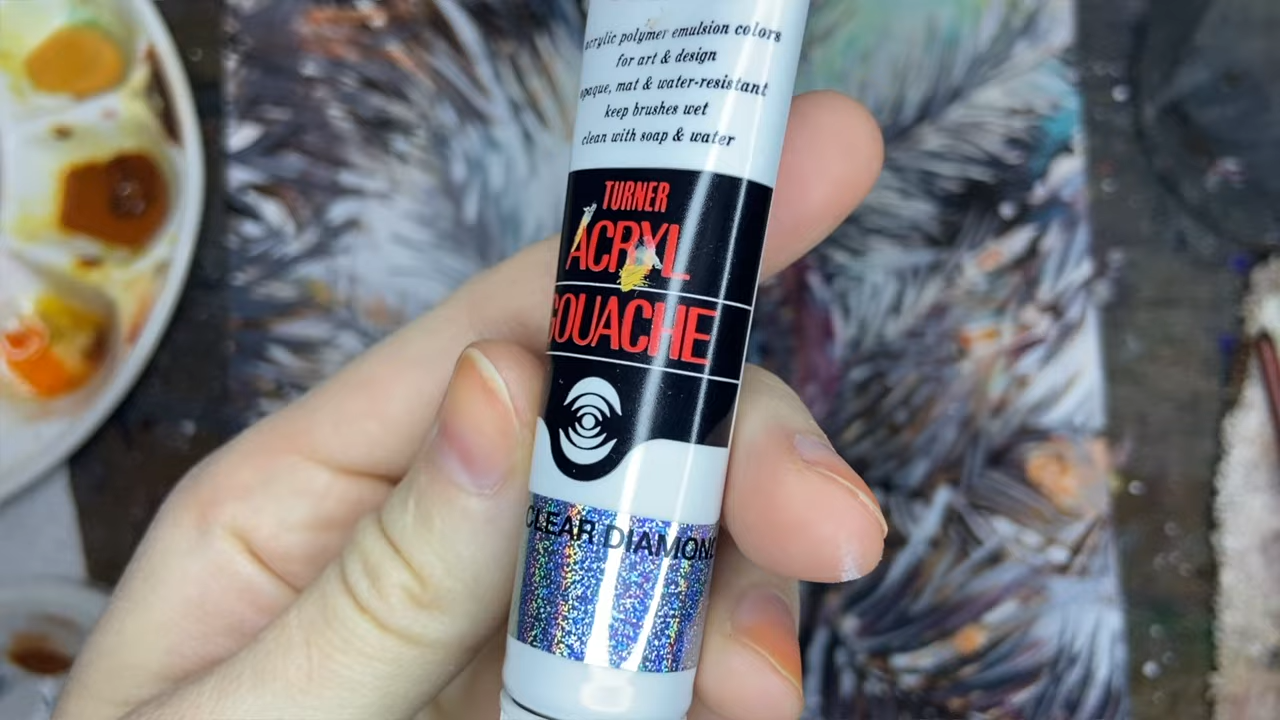 acrylic polymer emulsion colors
for art & design
opaque, mat & water-resistant
keep brushes wet
clean with soap & water
TURNER
ACRYL
GOUACHE
CLEAR DIAMOND